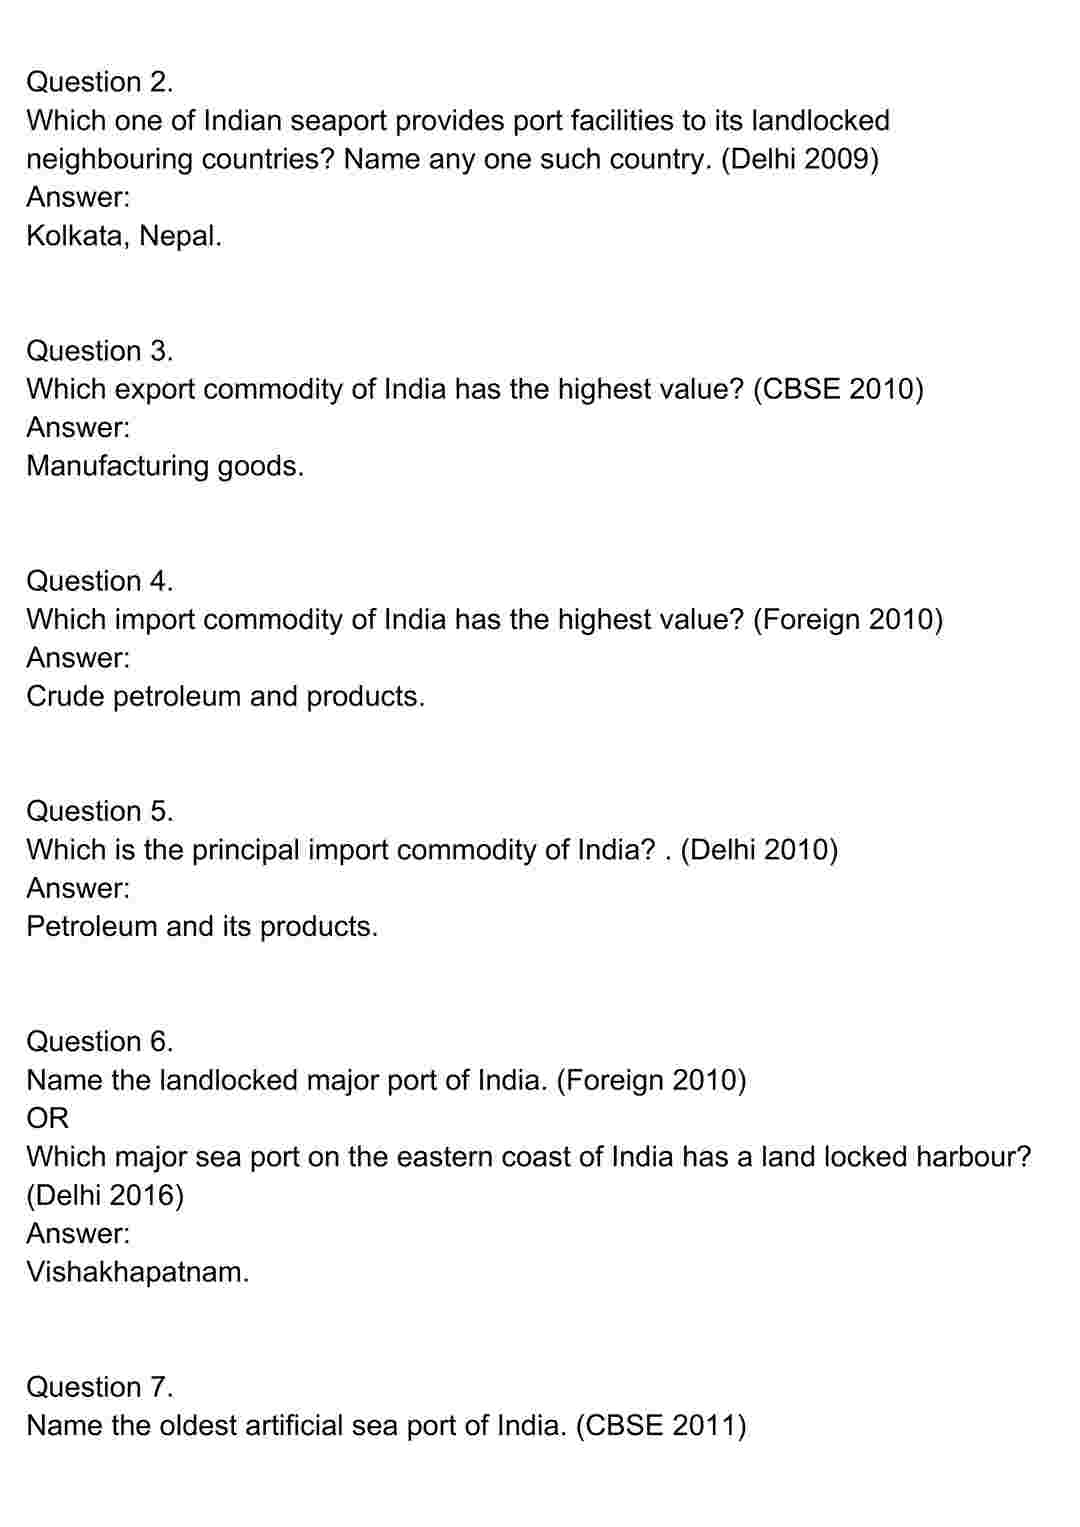 Question 2.
Which one of Indian seaport provides port facilities to its landlocked
neighbouring countries? Name any one such country. (Delhi 2009)
Answer:
Kolkata, Nepal.
Question 3.
Which export commodity of India has the highest value? (CBSE 2010)
Answer:
Manufacturing goods.
Question 4.
Which import commodity of India has the highest value? (Foreign 2010)
Answer:
Crude petroleum and products.
Question 5.
Which is the principal import commodity of India? . (Delhi 2010)
Answer:
Petroleum and its products.
Question 6.
Name the landlocked major port of India. (Foreign 2010)
OR
Which major sea port on the eastern coast of India has a land locked harbour?
(Delhi 2016)
Answer:
Vishakhapatnam.
Question 7.
Name the oldest artificial sea port of India. (CBSE 2011)